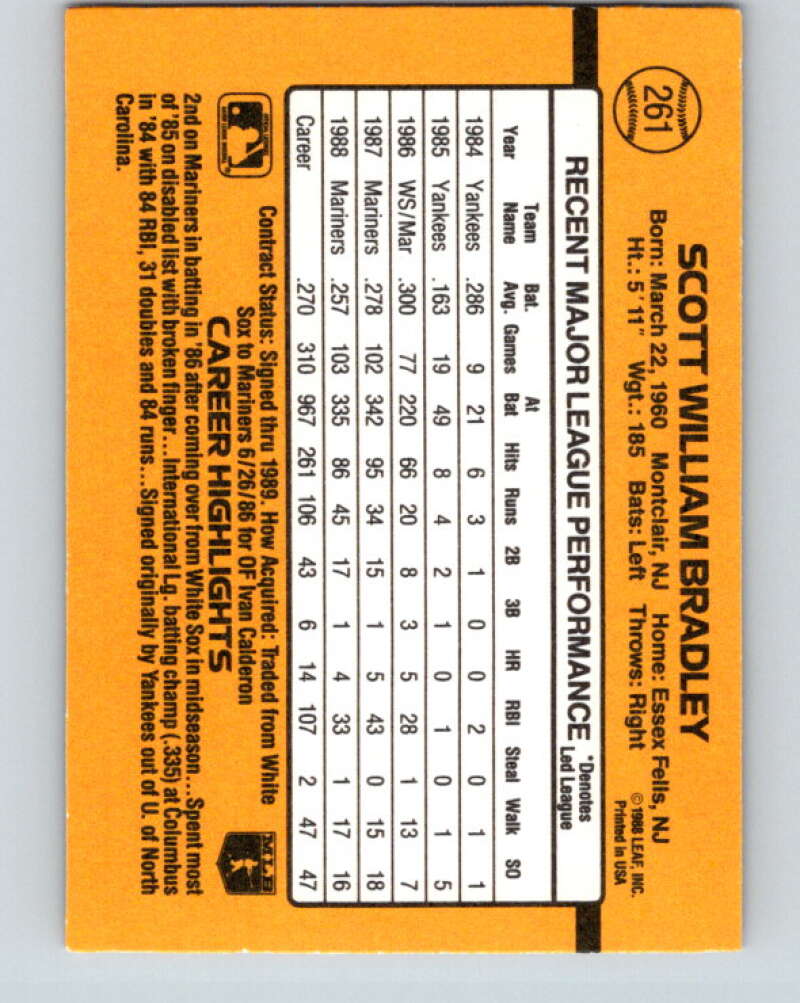 261
SCOTT WILLIAM BRADLEY
Born: March 22, 1960 Montclair, NJ Home: Essex Fells, NJ
Ht.: 5' 11" Wgt.: 185 Bats: Left Throws: Right
© 1988 LEAF, INC.
Printed in USA
RECENT MAJOR LEAGUE PERFORMANCE *Denotes Led League
Year Team Name Bat. Avg. Games At Bat Hits Runs 2B 3B HR RBI Steal Walk SO
1984 Yankees .286 9 21 6 3 1 0 0 2 0 1 1
1985 Yankees .163 19 49 8 4 2 1 0 1 0 1 5
1986 WS/Mar .300 77 220 66 20 8 3 5 28 1 13 7
1987 Mariners .278 102 342 95 34 15 1 5 43 0 15 18
1988 Mariners .257 103 335 86 45 17 1 4 33 1 17 16
Career .270 310 967 261 106 43 6 14 107 2 47 47
Contract Status: Signed thru 1989. How Acquired: Traded from White
Sox to Mariners 6/26/86 for OF Ivan Calderon
CAREER HIGHLIGHTS
2nd on Mariners in batting in '86 after coming over from White Sox in midseason...Spent most
of '85 on disabled list with broken finger...International Lg. batting champ (.335) at Columbus
in '84 with 84 RBI, 31 doubles and 84 runs...Signed originally by Yankees out of U. of North
Carolina.
MLB